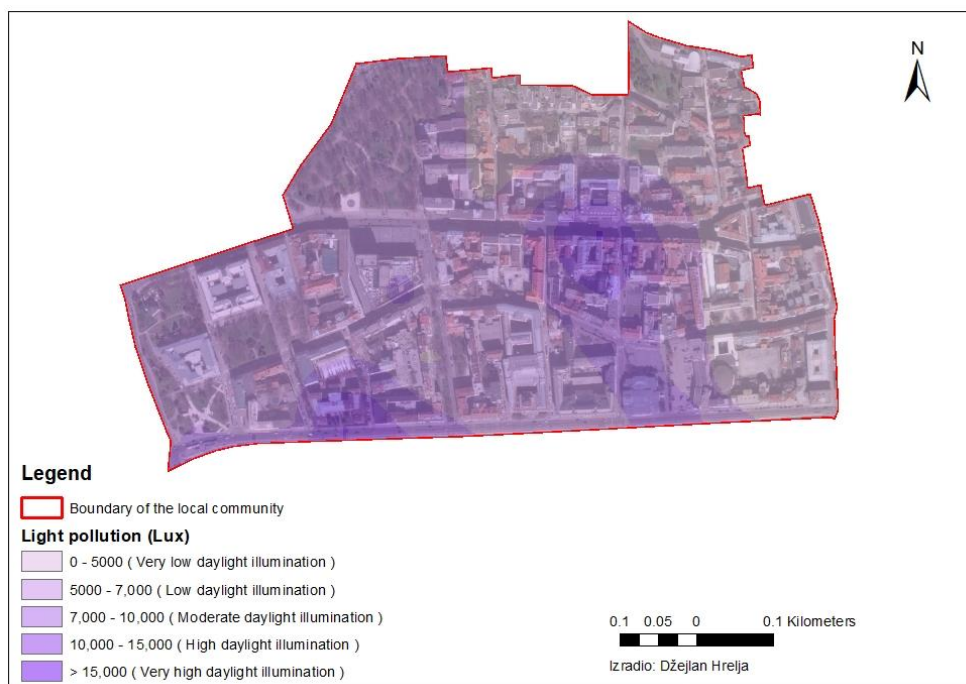 N
Legend
Boundary of the local community
Light pollution (Lux)
0 - 5000 ( Very low daylight illumination )
5000 - 7,000 ( Low daylight illumination )
7,000 - 10,000 ( Moderate daylight illumination )
10,000 - 15,000 ( High daylight illumination )
> 15,000 ( Very high daylight illumination )
0.1 0.05 0 0.1 Kilometers
Izradio: Džejlan Hrelja